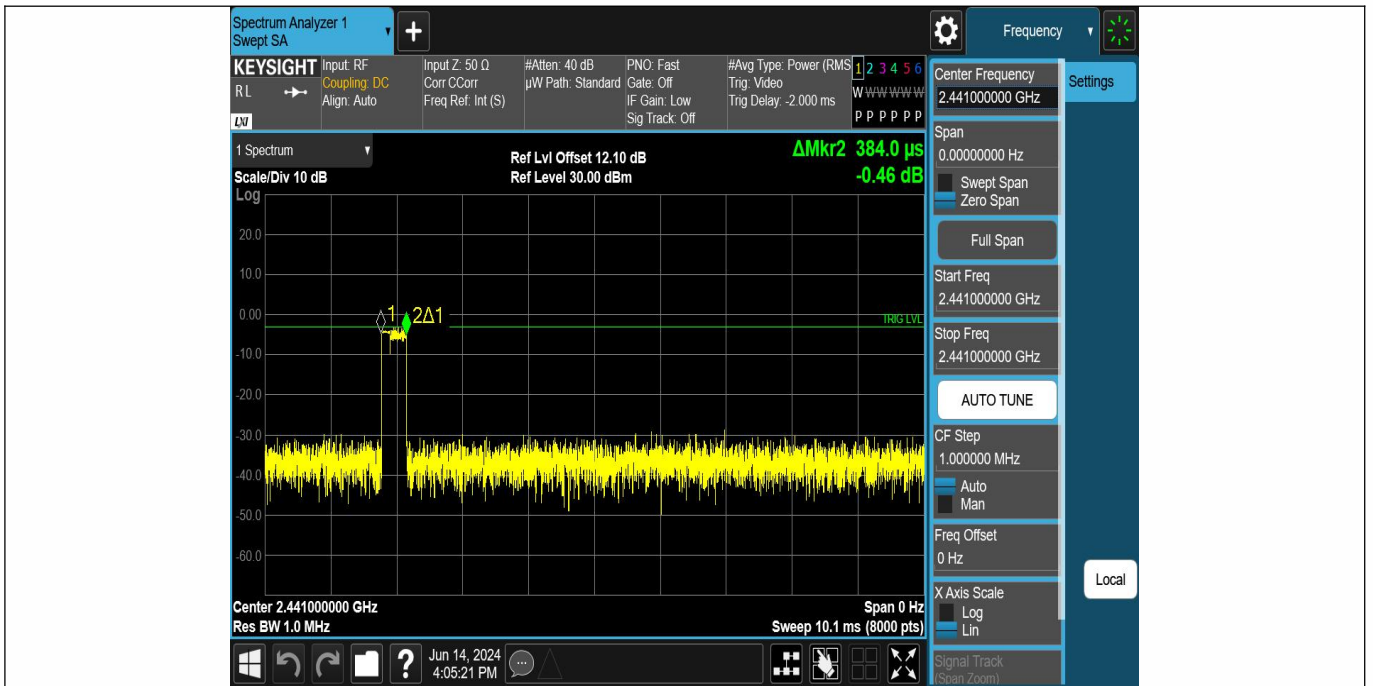 Spectrum Analyzer 1
Swept SA
+
Frequency
KEYSIGHT
RL
LXI
Input: RF
Coupling: DC
Align: Auto
Input Z: 50 Ω
Corr CCorr
Freq Ref: Int (S)
#Atten: 40 dB
µW Path: Standard
PNO: Fast
Gate: Off
IF Gain: Low
Sig Track: Off
#Avg Type: Power (RMS
Trig: Video
Trig Delay: -2.000 ms
1 2 3 4 5 6
W W W W W W
P P P P P P
1 Spectrum
Scale/Div 10 dB
Ref Lvl Offset 12.10 dB
Ref Level 30.00 dBm
ΔMkr2 384.0 µs
-0.46 dB
Log
20.0
10.0
0.00
-10.0
-20.0
-30.0
-40.0
-50.0
-60.0
1
2Δ1
TRIG LVL
Center 2.441000000 GHz
Res BW 1.0 MHz
Span 0 Hz
Sweep 10.1 ms (8000 pts)
Center Frequency
2.441000000 GHz
Settings
Span
0.00000000 Hz
Swept Span
Zero Span
Full Span
Start Freq
2.441000000 GHz
Stop Freq
2.441000000 GHz
AUTO TUNE
CF Step
1.000000 MHz
Auto
Man
Freq Offset
0 Hz
X Axis Scale
Log
Lin
Signal Track
(Span Zoom)
Local
?
Jun 14, 2024
4:05:21 PM